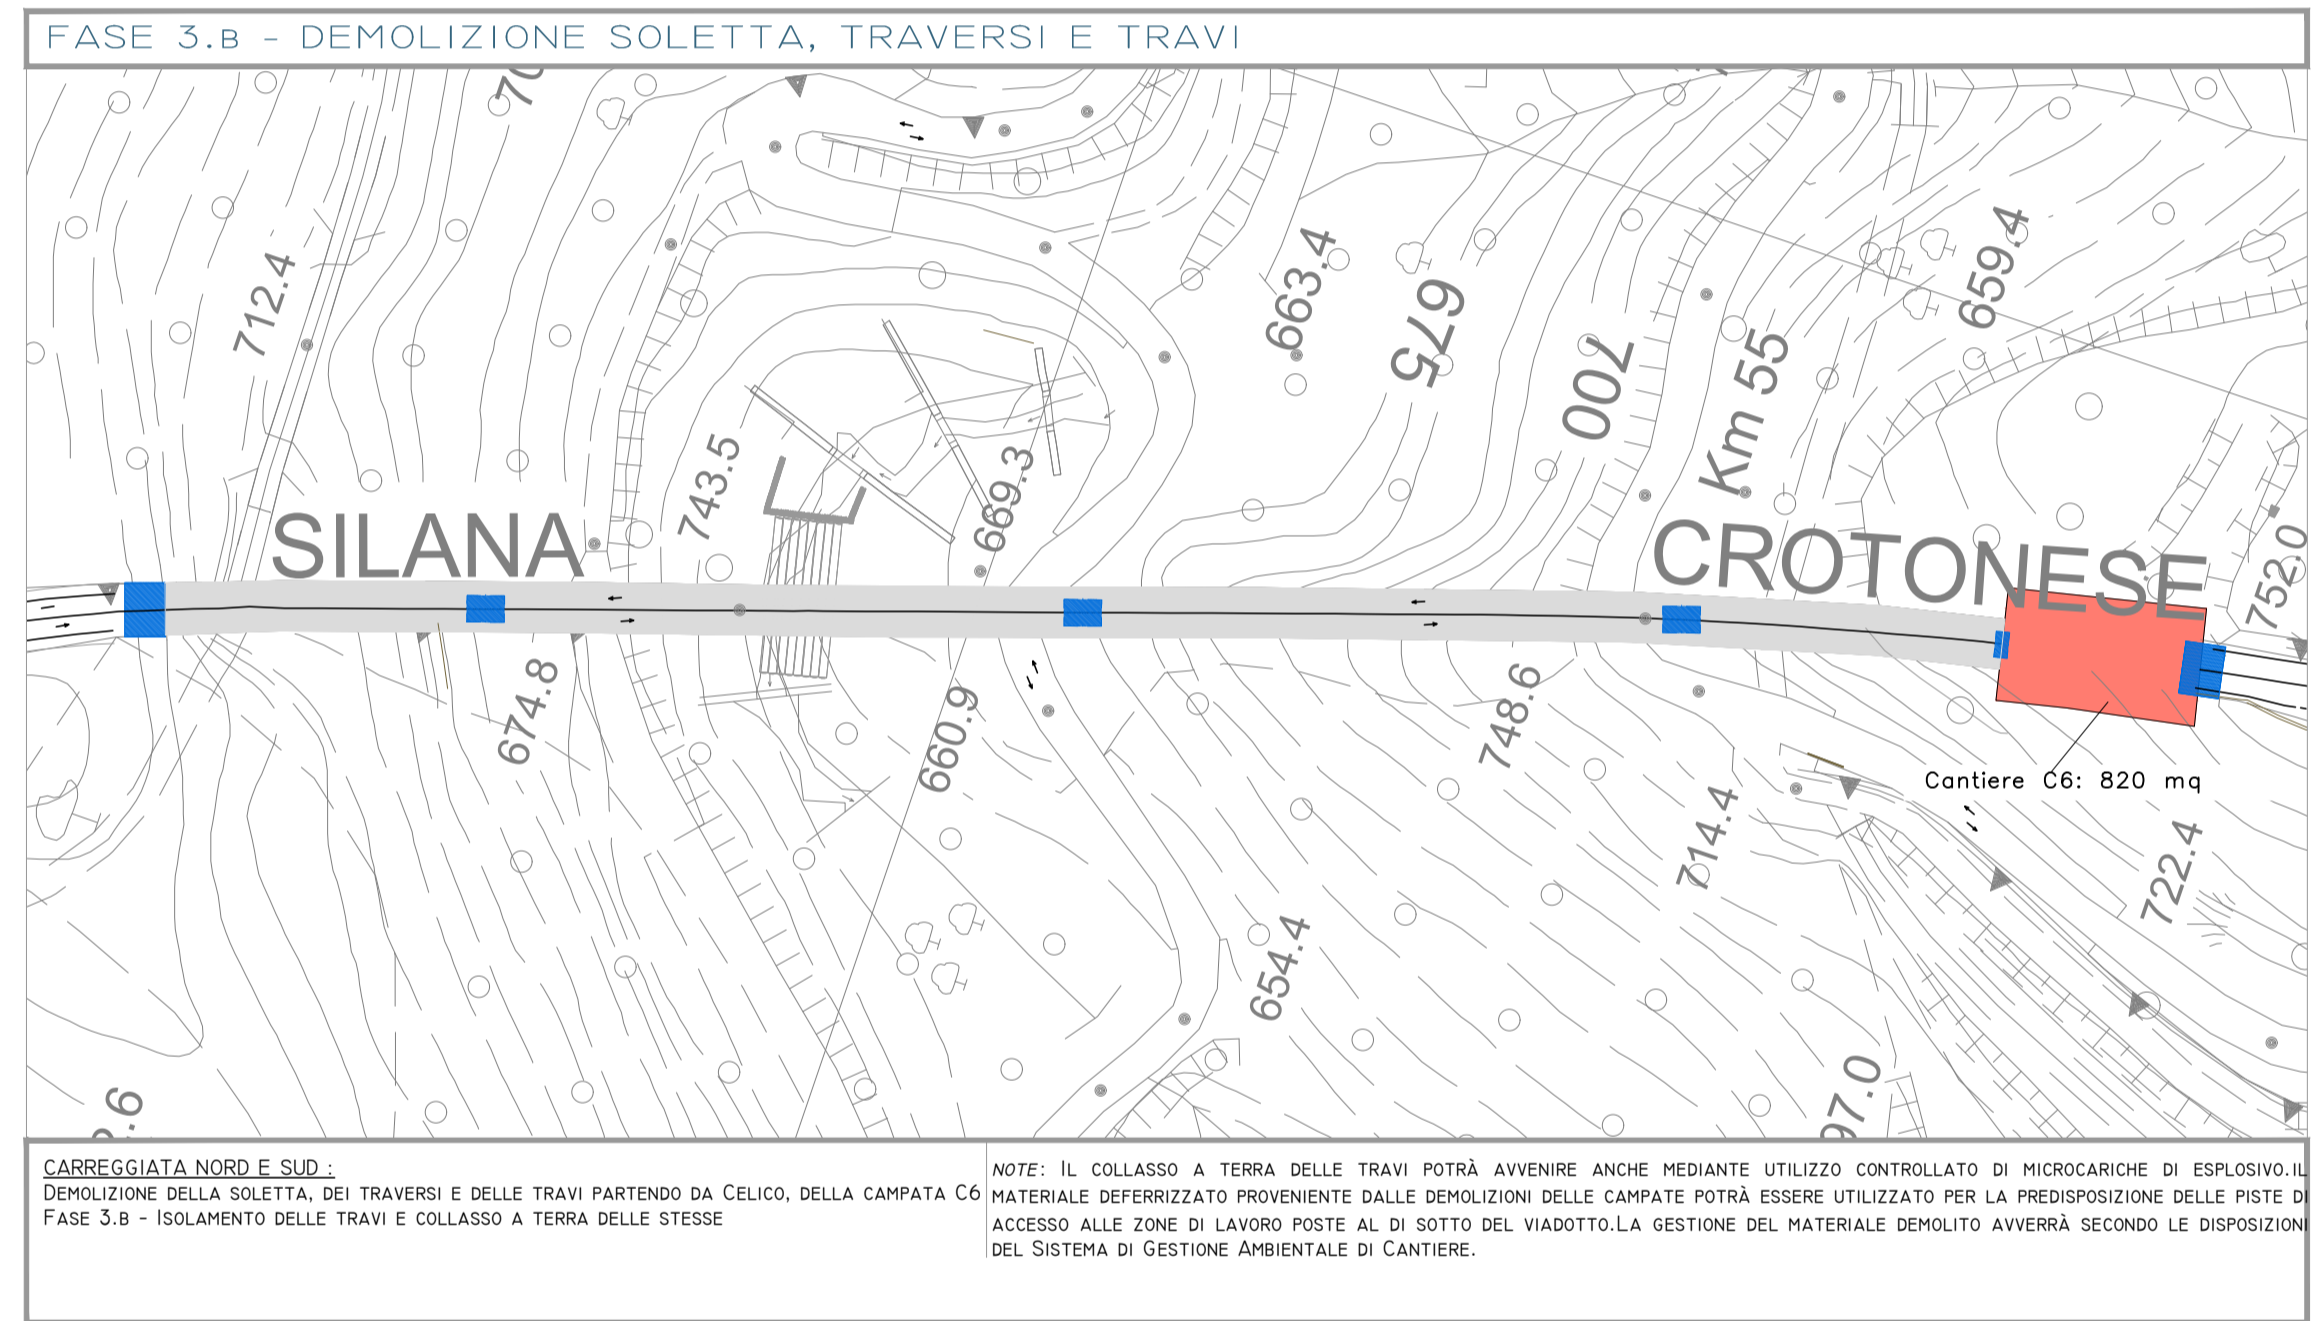 FASE 3.B - DEMOLIZIONE SOLETTA, TRAVERSI E TRAVI
70
712.4
663.4
675
659.4
700
Km 55
743.5
669.3
SILANA
CROTONESE
752.0
674.8
660.9
748.6
Cantiere C6: 820 mq
714.4
722.4
654.4
97.0
.6
CARREGGIATA NORD E SUD :
DEMOLIZIONE DELLA SOLETTA, DEI TRAVERSI E DELLE TRAVI PARTENDO DA CELICO, DELLA CAMPATA C6
FASE 3.B - ISOLAMENTO DELLE TRAVI E COLLASSO A TERRA DELLE STESSE
NOTE: IL COLLASSO A TERRA DELLE TRAVI POTRÀ AVVENIRE ANCHE MEDIANTE UTILIZZO CONTROLLATO DI MICROCARICHE DI ESPLOSIVO.IL
MATERIALE DEFERRIZZATO PROVENIENTE DALLE DEMOLIZIONI DELLE CAMPATE POTRÀ ESSERE UTILIZZATO PER LA PREDISPOSIZIONE DELLE PISTE DI
ACCESSO ALLE ZONE DI LAVORO POSTE AL DI SOTTO DEL VIADOTTO.LA GESTIONE DEL MATERIALE DEMOLITO AVVERRÀ SECONDO LE DISPOSIZIONI
DEL SISTEMA DI GESTIONE AMBIENTALE DI CANTIERE.